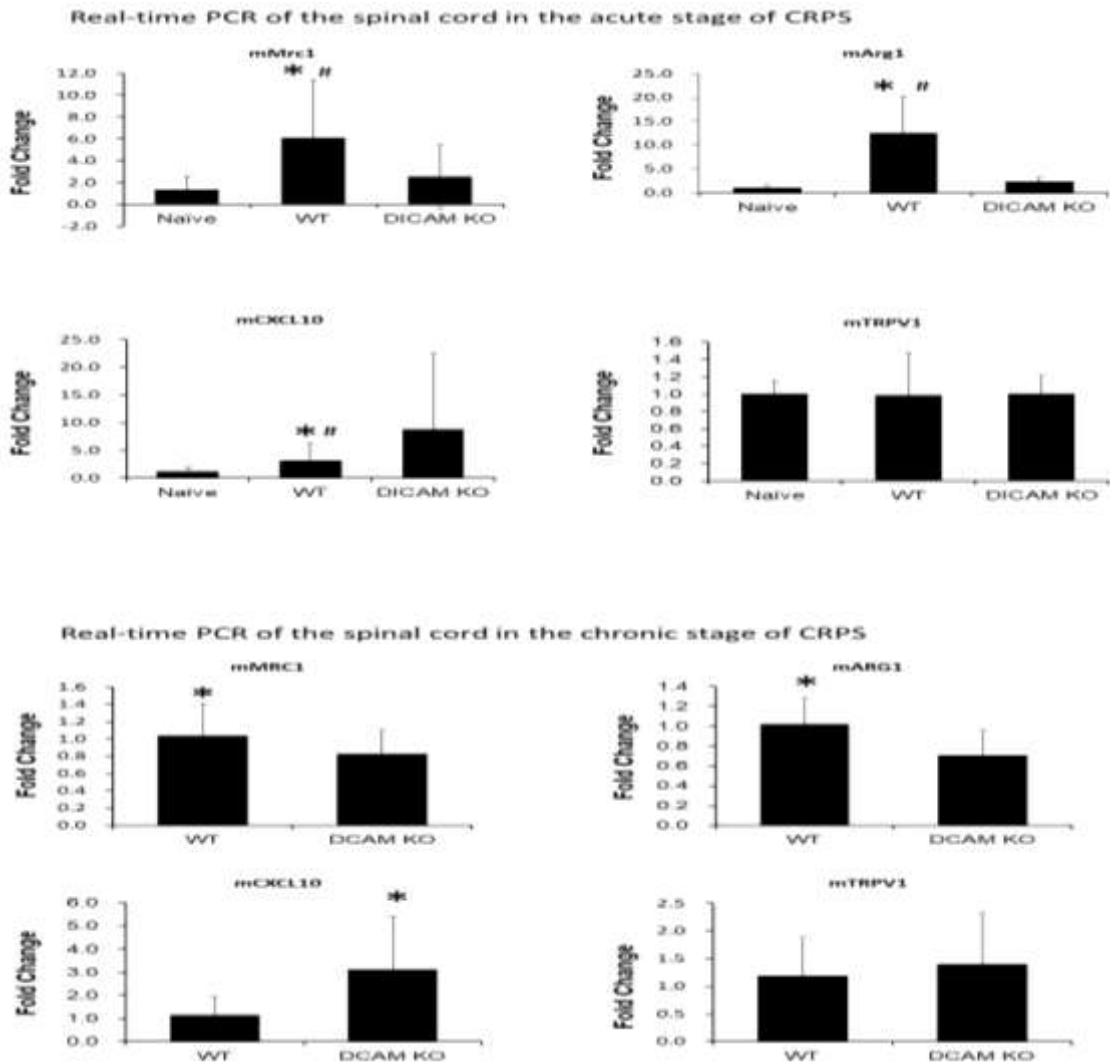 Real-time PCR of the spinal cord in the acute stage of CRPS
mMrc1
* #
Fold Change
12.0
10.0
8.0
6.0
4.0
2.0
0.0
-2.0
Naïve WT DICAM KO
mArg1
* #
Fold Change
25.0
20.0
15.0
10.0
5.0
0.0
Naïve WT DICAM KO
mCXCL10
* #
Fold Change
25.0
20.0
15.0
10.0
5.0
0.0
Naïve WT DICAM KO
mTRPV1
Fold Change
1.6
1.4
1.2
1.0
0.8
0.6
0.4
0.2
0.0
Naïve WT DICAM KO
Real-time PCR of the spinal cord in the chronic stage of CRPS
mMRC1
*
Fold Change
1.6
1.4
1.2
1.0
0.8
0.6
0.4
0.2
0.0
WT DCAM KO
mARG1
*
Fold Change
1.4
1.2
1.0
0.8
0.6
0.4
0.2
0.0
WT DCAM KO
mCXCL10
*
Fold Change
6.0
5.0
4.0
3.0
2.0
1.0
0.0
WT DCAM KO
mTRPV1
Fold Change
2.5
2.0
1.5
1.0
0.5
0.0
WT DCAM KO